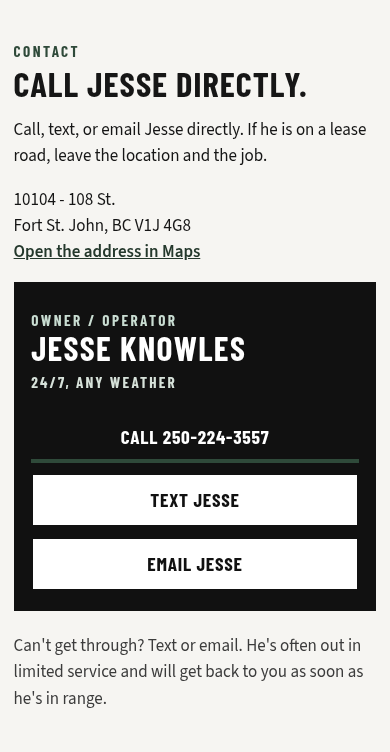 CONTACT
CALL JESSE DIRECTLY.
Call, text, or email Jesse directly. If he is on a lease
road, leave the location and the job.
10104 - 108 St.
Fort St. John, BC V1J 4G8
Open the address in Maps
OWNER / OPERATOR
JESSE KNOWLES
24/7, ANY WEATHER
CALL 250-224-3557
TEXT JESSE
EMAIL JESSE
Can't get through? Text or email. He's often out in
limited service and will get back to you as soon as
he's in range.